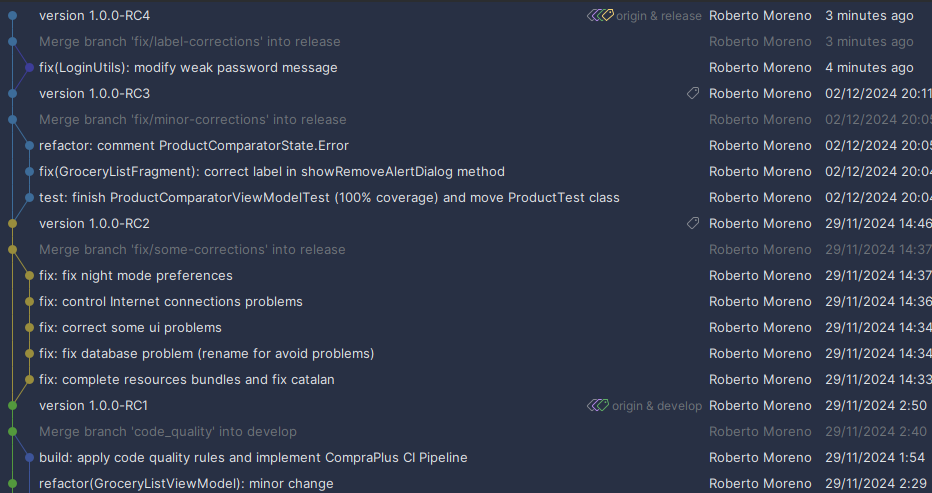 version 1.0.0-RC4 origin & release Roberto Moreno 3 minutes ago
Merge branch 'fix/label-corrections' into release Roberto Moreno 3 minutes ago
fix(LoginUtils): modify weak password message Roberto Moreno 4 minutes ago
version 1.0.0-RC3 Roberto Moreno 02/12/2024 20:11
Merge branch 'fix/minor-corrections' into release Roberto Moreno 02/12/2024 20:05
refactor: comment ProductComparatorState.Error Roberto Moreno 02/12/2024 20:05
fix(GroceryListFragment): correct label in showRemoveAlertDialog method Roberto Moreno 02/12/2024 20:04
test: finish ProductComparatorViewModelTest (100% coverage) and move ProductTest class Roberto Moreno 02/12/2024 20:04
version 1.0.0-RC2 Roberto Moreno 29/11/2024 14:46
Merge branch 'fix/some-corrections' into release Roberto Moreno 29/11/2024 14:37
fix: fix night mode preferences Roberto Moreno 29/11/2024 14:37
fix: control Internet connections problems Roberto Moreno 29/11/2024 14:36
fix: correct some ui problems Roberto Moreno 29/11/2024 14:34
fix: fix database problem (rename for avoid problems) Roberto Moreno 29/11/2024 14:34
fix: complete resources bundles and fix catalan Roberto Moreno 29/11/2024 14:33
version 1.0.0-RC1 origin & develop Roberto Moreno 29/11/2024 2:50
Merge branch 'code_quality' into develop Roberto Moreno 29/11/2024 2:40
build: apply code quality rules and implement CompraPlus CI Pipeline Roberto Moreno 29/11/2024 1:54
refactor(GroceryListViewModel): minor change Roberto Moreno 29/11/2024 2:29